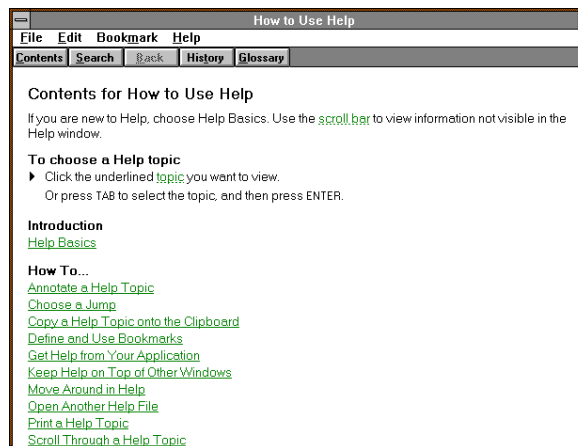 How to Use Help
File Edit Bookmark Help
Contents Search Back History Glossary
Contents for How to Use Help
If you are new to Help, choose Help Basics. Use the scroll bar to view information not visible in the
Help window.
To choose a Help topic
Click the underlined topic you want to view.
Or press TAB to select the topic, and then press ENTER.
Introduction
Help Basics
How To...
Annotate a Help Topic
Choose a Jump
Copy a Help Topic onto the Clipboard
Define and Use Bookmarks
Get Help from Your Application
Keep Help on Top of Other Windows
Move Around in Help
Open Another Help File
Print a Help Topic
Scroll Through a Help Topic